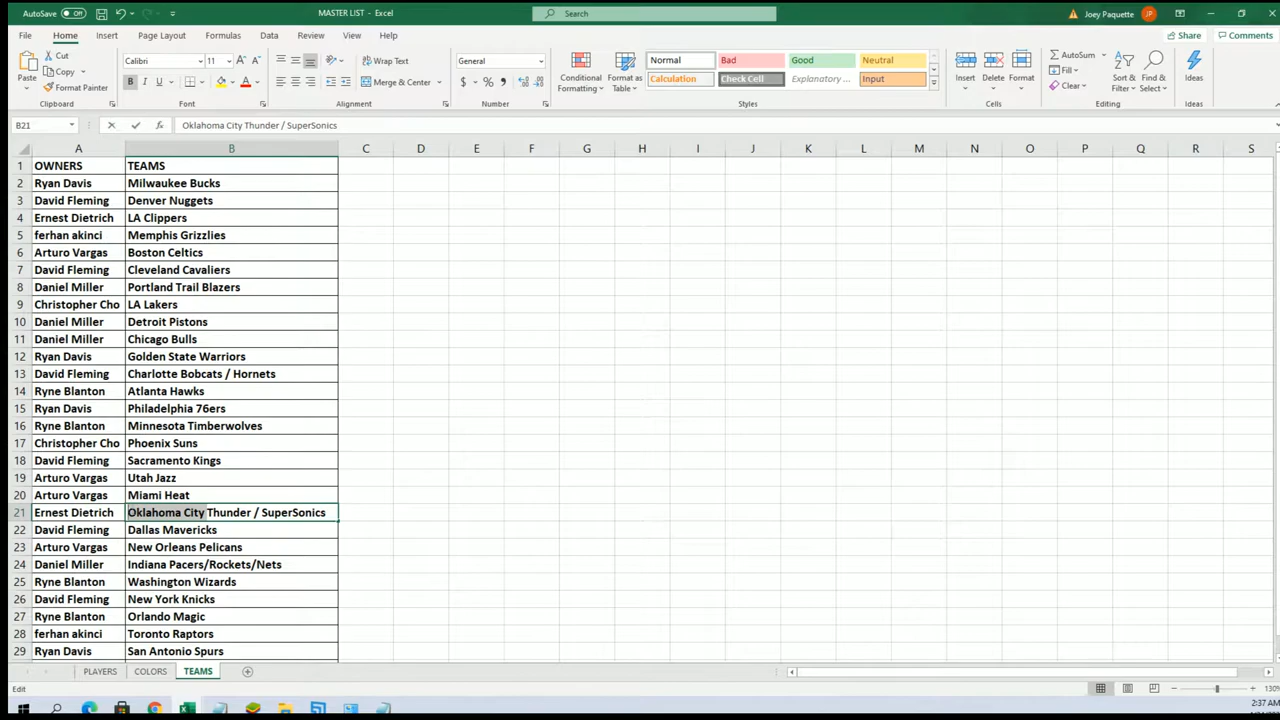 AutoSave Off MASTER LIST - Excel Search Joey Paquette JP
File Home Insert Page Layout Formulas Data Review View Help Share Comments
Paste Cut Copy Format Painter Clipboard
Calibri 11 A A B I U A Font
Wrap Text Merge & Center Alignment
General $ % , Number
Conditional Formatting Format as Table
Normal Bad Good Neutral
Calculation Check Cell Explanatory ... Input
Styles
Insert Delete Format Cells
AutoSum Fill Clear Sort & Filter Find & Select Editing
Ideas Ideas
B21 fx Oklahoma City Thunder / SuperSonics
A B C D E F G H I J K L M N O P Q R S
1 OWNERS TEAMS
2 Ryan Davis Milwaukee Bucks
3 David Fleming Denver Nuggets
4 Ernest Dietrich LA Clippers
5 ferhan akinci Memphis Grizzlies
6 Arturo Vargas Boston Celtics
7 David Fleming Cleveland Cavaliers
8 Daniel Miller Portland Trail Blazers
9 Christopher Cho LA Lakers
10 Daniel Miller Detroit Pistons
11 Daniel Miller Chicago Bulls
12 Ryan Davis Golden State Warriors
13 David Fleming Charlotte Bobcats / Hornets
14 Ryne Blanton Atlanta Hawks
15 Ryan Davis Philadelphia 76ers
16 Ryne Blanton Minnesota Timberwolves
17 Christopher Cho Phoenix Suns
18 David Fleming Sacramento Kings
19 Arturo Vargas Utah Jazz
20 Arturo Vargas Miami Heat
21 Ernest Dietrich Oklahoma City Thunder / SuperSonics
22 David Fleming Dallas Mavericks
23 Arturo Vargas New Orleans Pelicans
24 Daniel Miller Indiana Pacers/Rockets/Nets
25 Ryne Blanton Washington Wizards
26 David Fleming New York Knicks
27 Ryne Blanton Orlando Magic
28 ferhan akinci Toronto Raptors
29 Ryan Davis San Antonio Spurs
PLAYERS COLORS TEAMS
Edit 130%
2:37 AM